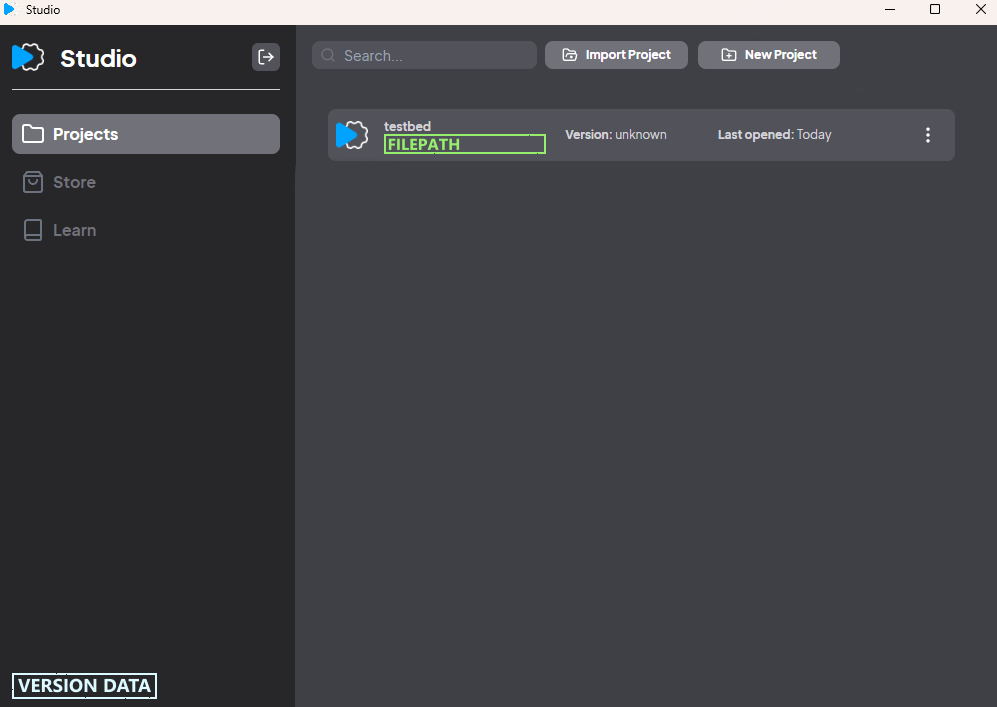 Studio
Studio
Projects
Store
Learn
VERSION DATA
Search...
Import Project
New Project
testbed
FILEPATH
Version: unknown
Last opened: Today